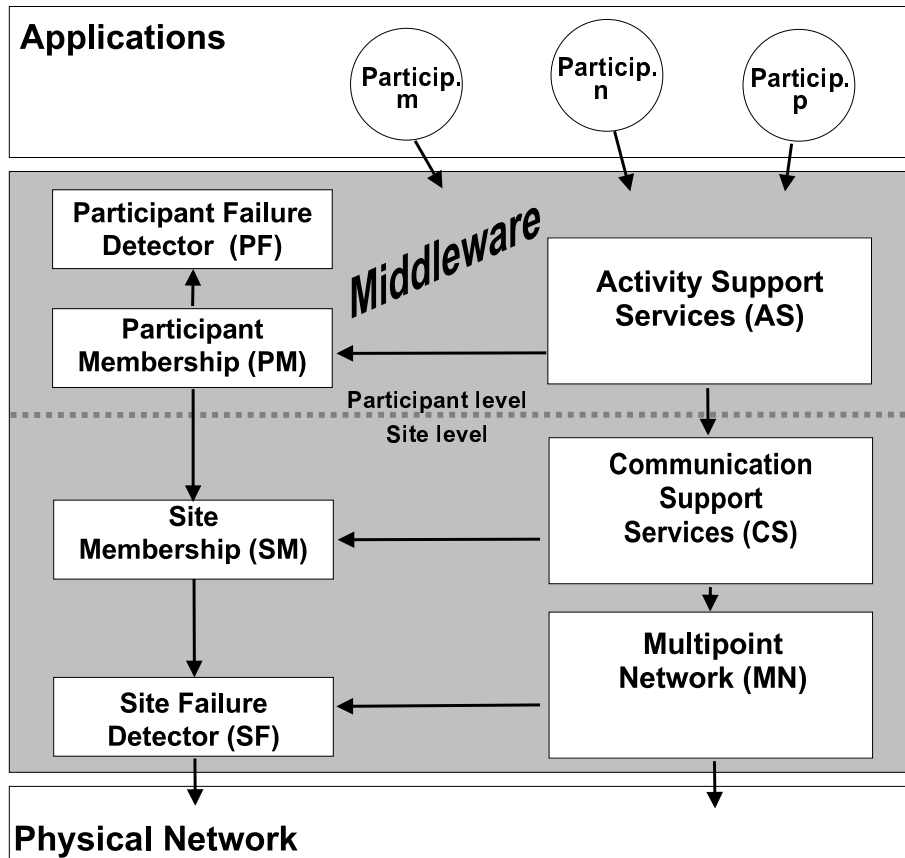 Applications
Particip.
m
Particip.
n
Particip.
p
Participant Failure
Detector (PF)
Middleware
Activity Support
Services (AS)
Participant
Membership (PM)
Participant level
Site level
Communication
Support
Services (CS)
Site
Membership (SM)
Multipoint
Network (MN)
Site Failure
Detector (SF)
Physical Network